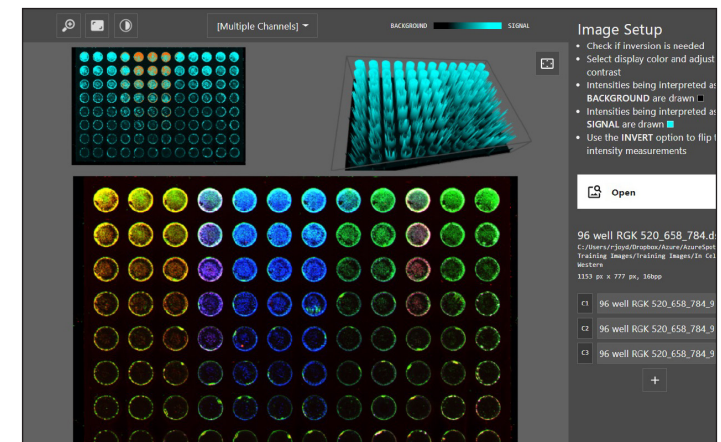 [Multiple Channels]
BACKGROUND
SIGNAL
Image Setup
• Check if inversion is needed
• Select display color and adjust
contrast
• Intensities being interpreted as
BACKGROUND are drawn
• Intensities being interpreted as
SIGNAL are drawn
• Use the INVERT option to flip
intensity measurements
Open
96 well RGK 520_658_784.d
C:/Users/rjoyd/Dropbox/Azure/AzureSpot
Training Images/Training Images/In Cel
Western
1153 px x 777 px, 16bpp
C1 96 well RGK 520_658_784_9
C2 96 well RGK 520_658_784_9
C3 96 well RGK 520_658_784_9
+